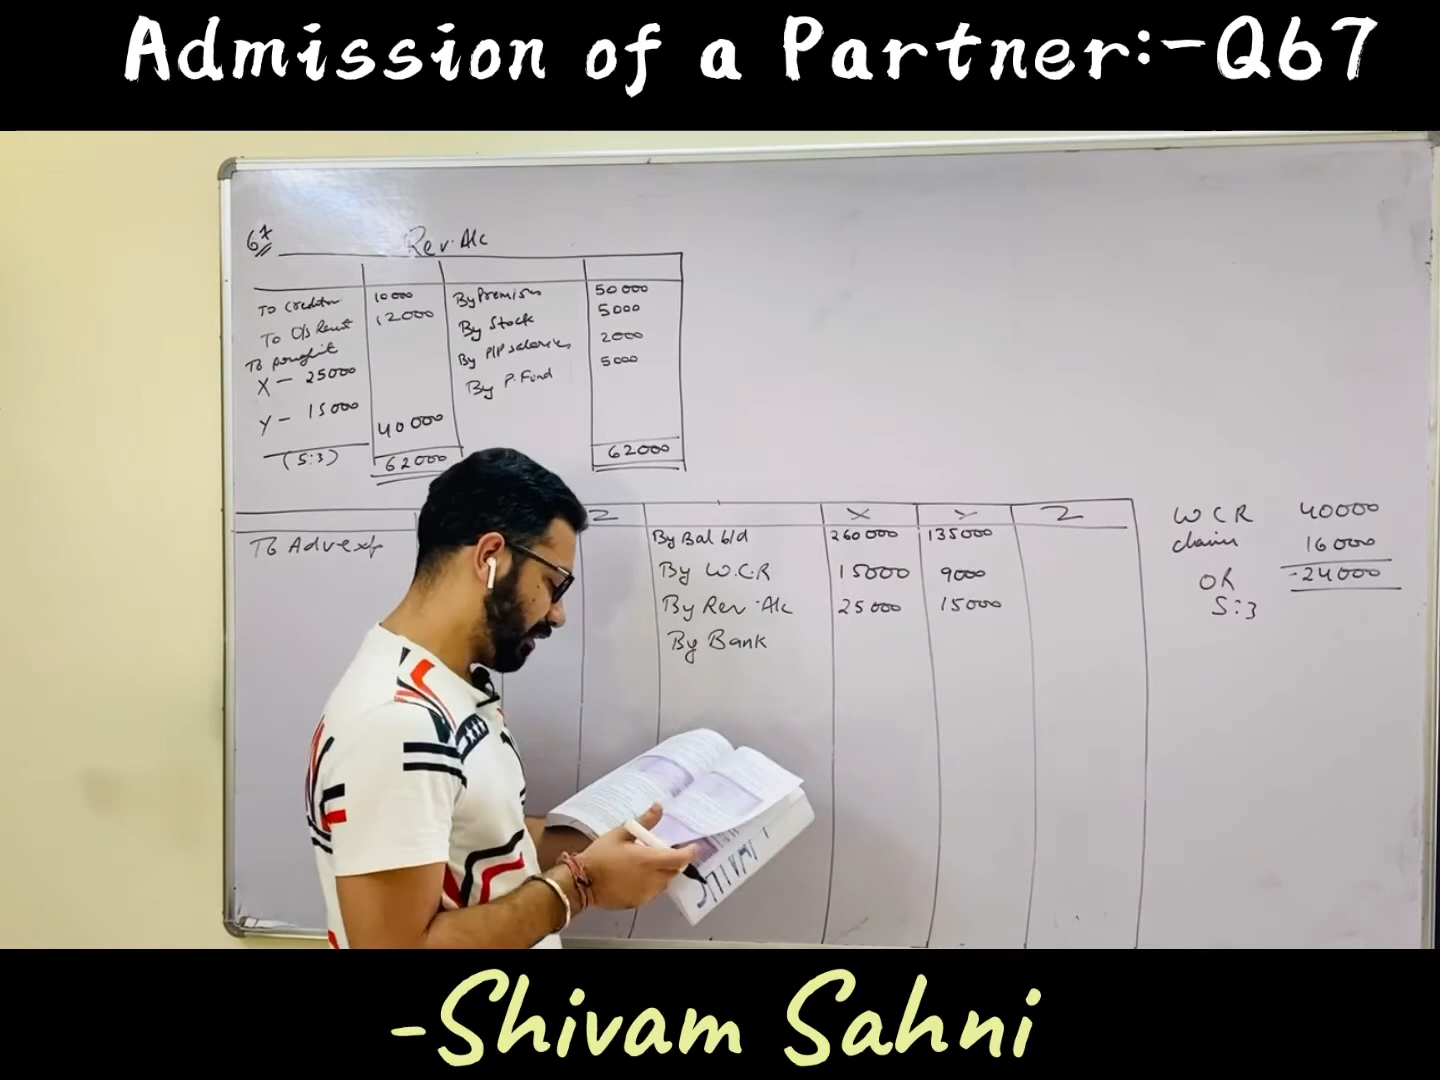 Admission of a Partner:-Q67
67
Rev. A/c
To Creditor 10000 By Premises 50000
To O/s Rent 12000 By Stock 5000
To profit By P/P salaries 2000
X - 25000 By P. Fund 5000
Y - 15000 40000
(5:3) 62000 62000
Z X Y Z
To Adv exp By Bal b/d 260000 135000
By W.C.R 15000 9000
By Rev. A/c 25000 15000
By Bank
W C R 40000
claim 16000
OR -24000
5:3
SHIVAM
-Shivam Sahni